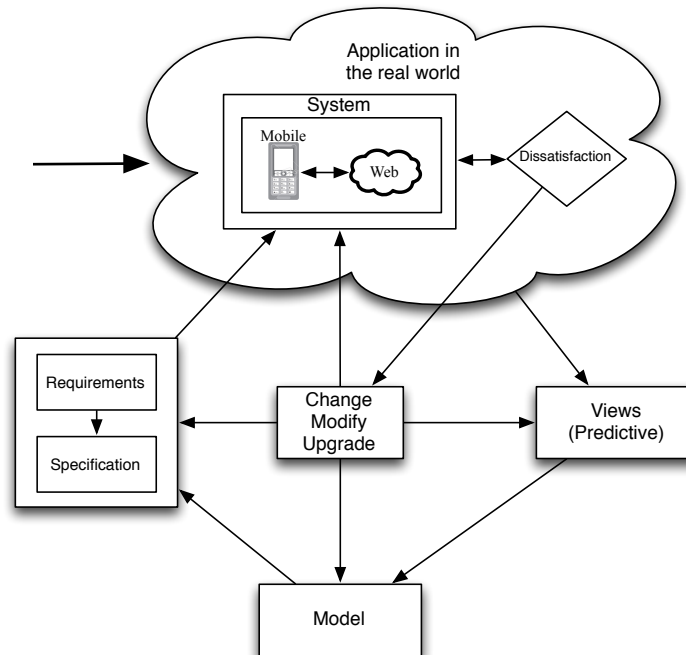 Application in
the real world
System
Mobile
Web
Dissatisfaction
Requirements
Specification
Change
Modify
Upgrade
Views
(Predictive)
Model